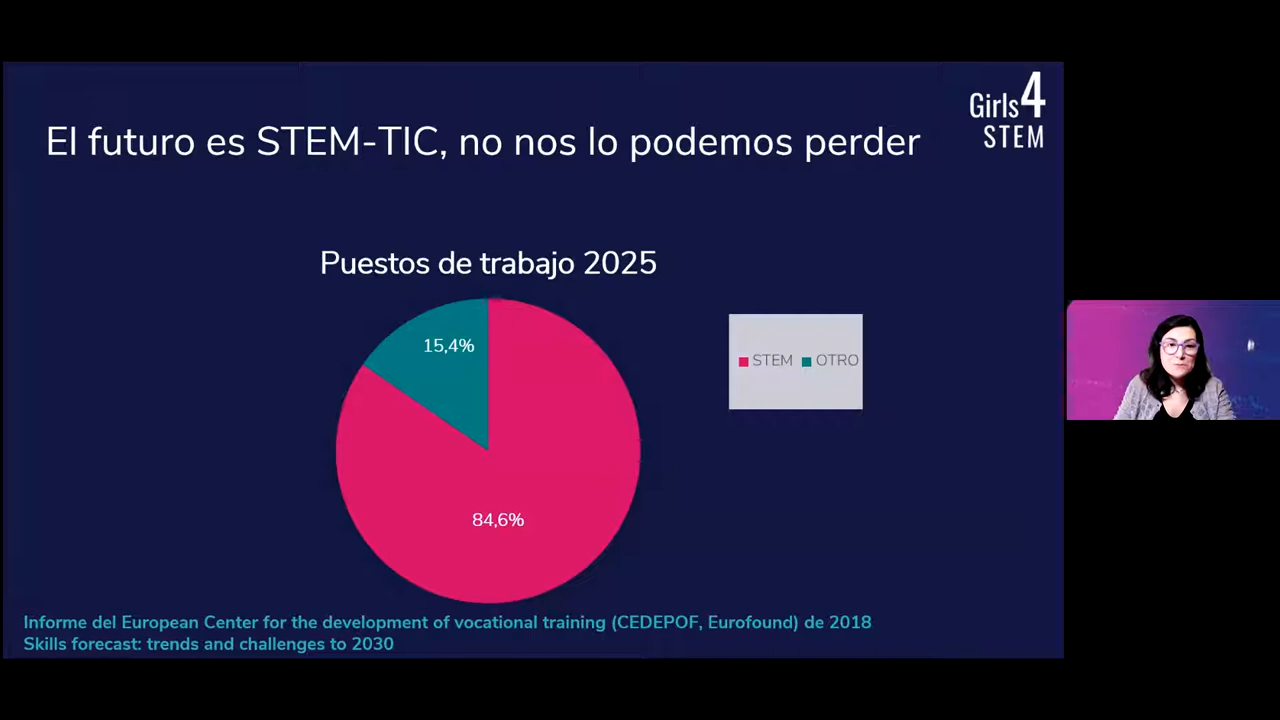 Girls4
STEM
El futuro es STEM-TIC, no nos lo podemos perder
Puestos de trabajo 2025
15,4%
84,6%
STEM OTRO
Informe del European Center for the development of vocational training (CEDEPOF, Eurofound) de 2018
Skills forecast: trends and challenges to 2030